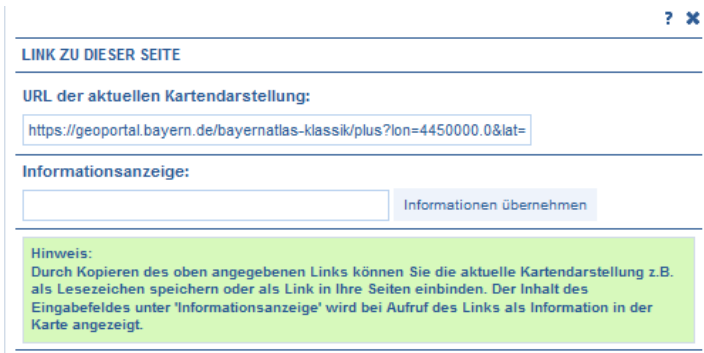 ? ✖
LINK ZU DIESER SEITE
URL der aktuellen Kartendarstellung:
https://geoportal.bayern.de/bayernatlas-klassik/plus?lon=4450000.0&lat=
Informationsanzeige:
Informationen übernehmen
Hinweis:
Durch Kopieren des oben angegebenen Links können Sie die aktuelle Kartendarstellung z.B.
als Lesezeichen speichern oder als Link in Ihre Seiten einbinden. Der Inhalt des
Eingabefeldes unter 'Informationsanzeige' wird bei Aufruf des Links als Information in der
Karte angezeigt.